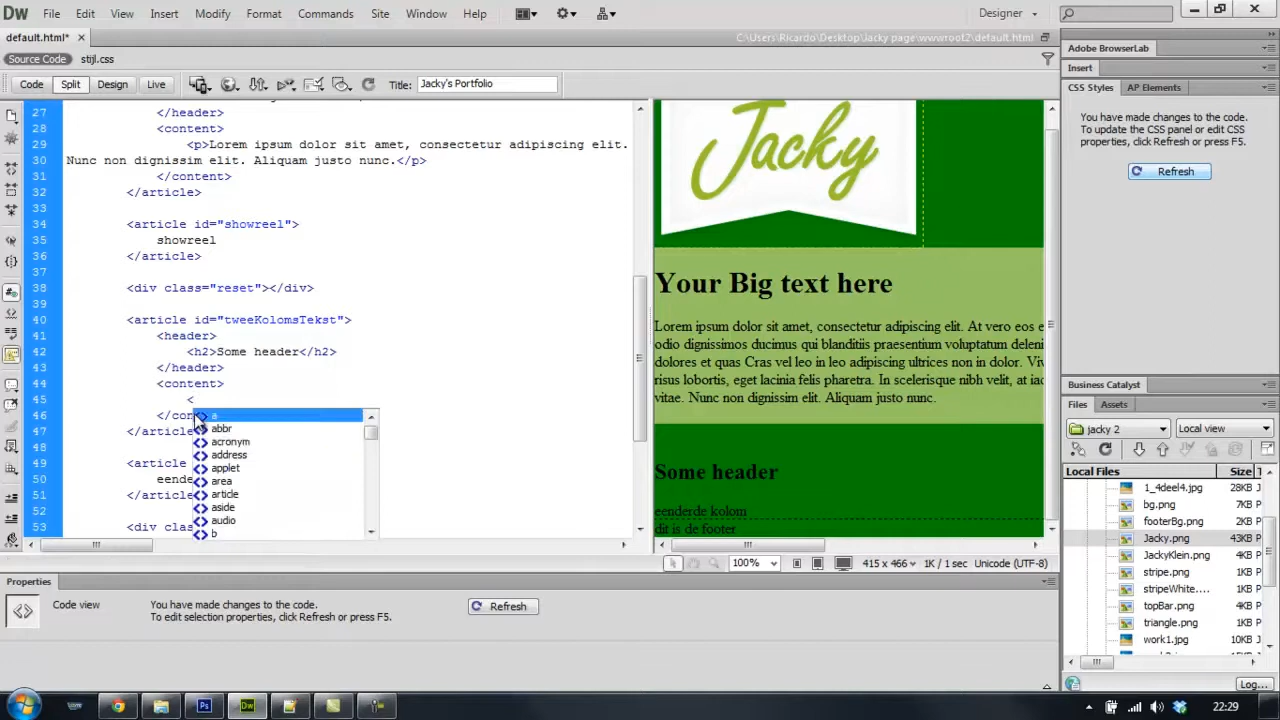 Dw File Edit View Insert Modify Format Commands Site Window Help Designer
default.html* C:\Users\Ricardo\Desktop\Jacky page\wwwroot2\default.html
Source Code stijl.css
Code Split Design Live Title: Jacky's Portfolio
Adobe BrowserLab
Insert
CSS Styles AP Elements
You have made changes to the code.
To update the CSS panel or edit CSS
properties, click Refresh or press F5.
Refresh
27 </header>
28 <content>
29 <p>Lorem ipsum dolor sit amet, consectetur adipiscing elit.
30 Nunc non dignissim elit. Aliquam justo nunc.</p>
31 </content>
32 </article>
33
34 <article id="showreel">
35 showreel
36 </article>
37
38 <div class="reset"></div>
39
40 <article id="tweeKolomsTekst">
41 <header>
42 <h2>Some header</h2>
43 </header>
44 <content>
45 <
46 </con
47 </article
48
49 <article
50 eende
51 </article
52
53 <div clas
a
abbr
acronym
address
applet
area
article
aside
audio
b
Jacky
Your Big text here
Lorem ipsum dolor sit amet, consectetur adipiscing elit. At vero eos e
odio dignissimos ducimus qui blanditiis praesentium voluptatum deleni
dolores et quas Cras vel leo in leo adipiscing ultrices non in dolor. Viv
risus lobortis, eget lacinia felis pharetra. In scelerisque nibh velit, at iac
vitae. Nunc non dignissim elit. Aliquam justo nunc.
Some header
eenderde kolom
dit is de footer
100% 415 x 466 1K / 1 sec Unicode (UTF-8)
Business Catalyst
Files Assets
jacky 2 Local view
Local Files Size
1_4deel4.jpg 28KB
bg.png 7KB P
footerBg.png 2KB P
Jacky.png 43KB P
JackyKlein.png 4KB P
stripe.png 1KB P
stripeWhite.... 1KB P
topBar.png 4KB P
triangle.png 1KB P
work1.jpg 18KB
Log...
Properties
Code view You have made changes to the code.
To edit selection properties, click Refresh or press F5.
Refresh
Ps Dw 22:29